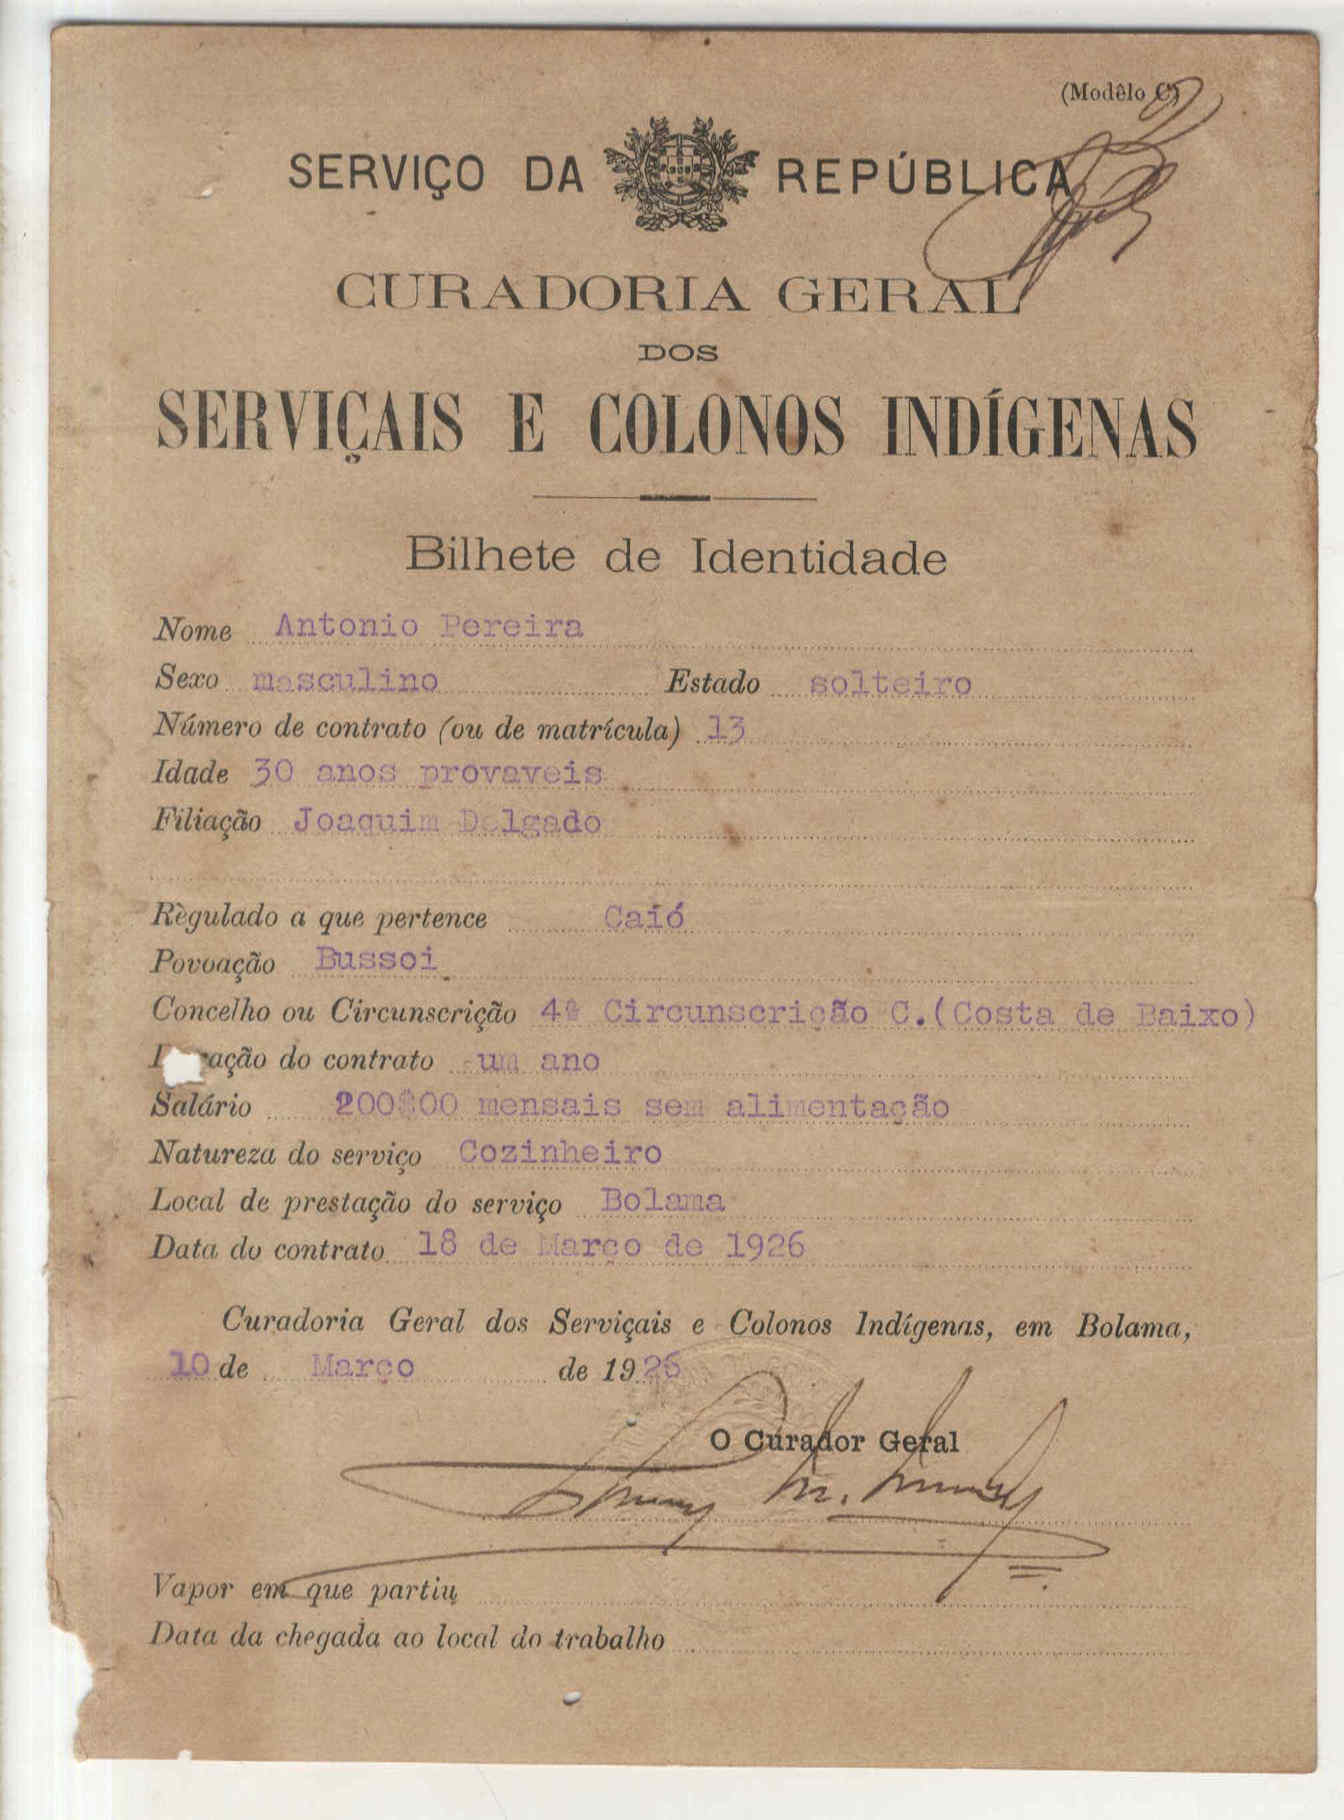 (Modêlo C)
SERVIÇO DA REPÚBLICA
CURADORIA GERAL
DOS
SERVIÇAIS E COLONOS INDÍGENAS
Bilhete de Identidade
Nome Antonio Pereira
Sexo masculino Estado solteiro
Número de contrato (ou de matrícula) 13
Idade 30 anos provaveis
Filiação Joaquim Delgado
Règulado a que pertence Caió
Povoação Bussoi
Concelho ou Circunscrição 4ª Circunscrição C.(Costa de Baixo)
ração do contrato um ano
Salário 200$00 mensais sem alimentação
Natureza do serviço Cozinheiro
Local de prestação do serviço Bolama
Data do contrato 18 de Março de 1926
Curadoria Geral dos Serviçais e Colonos Indígenas, em Bolama,
10 de Março de 1926
O Curador Geral
Vapor em que partiu
Data da chegada ao local do trabalho